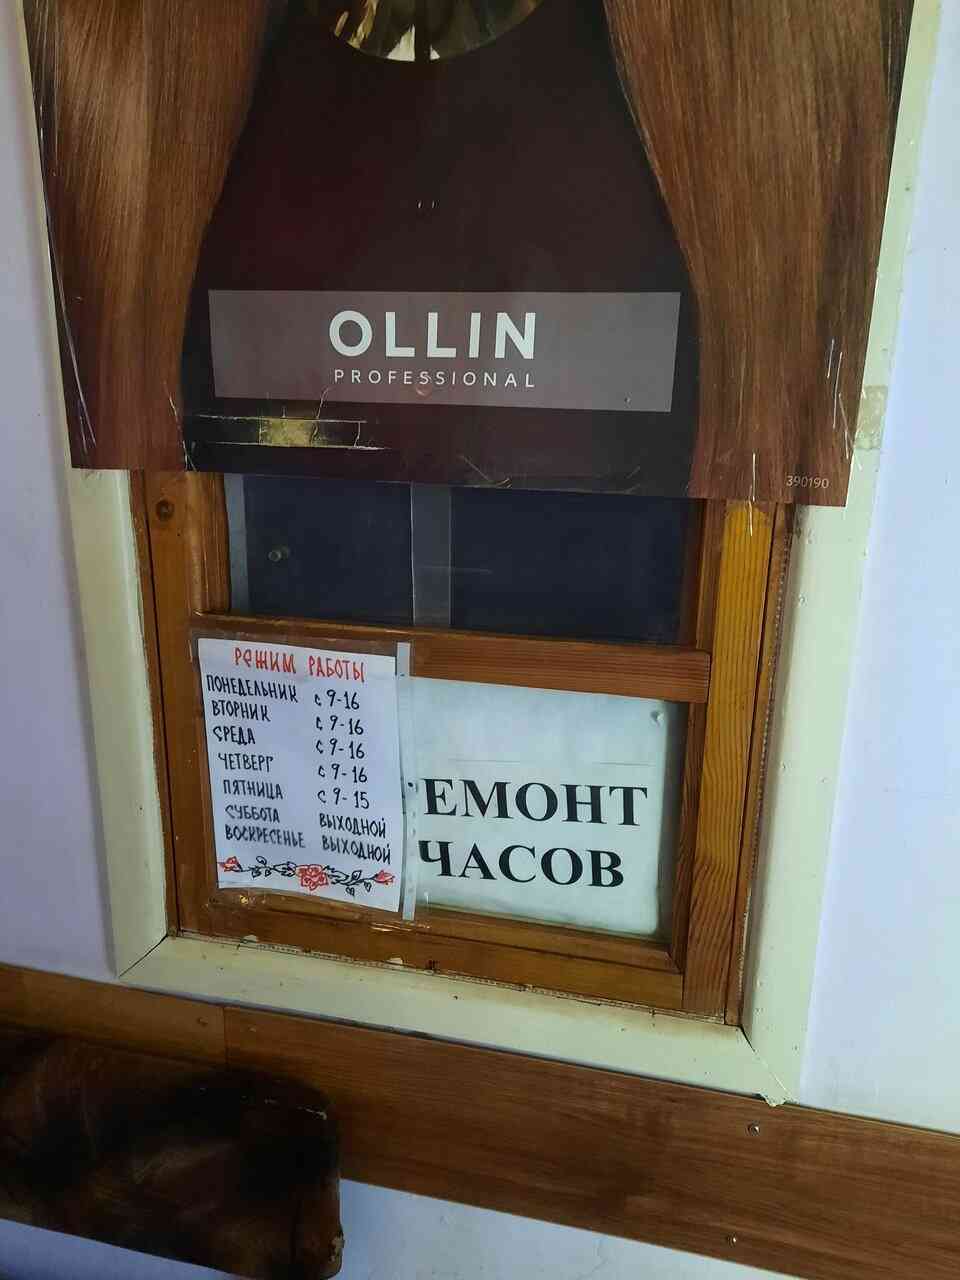 OLLIN
PROFESSIONAL
390190
РЕЖИМ РАБОТЫ
ПОНЕДЕЛЬНИК с 9-16
ВТОРНИК с 9-16
СРЕДА с 9-16
ЧЕТВЕРГ с 9-16
ПЯТНИЦА с 9-15
СУББОТА ВЫХОДНОЙ
ВОСКРЕСЕНЬЕ ВЫХОДНОЙ
ЕМОНТ
ЧАСОВ